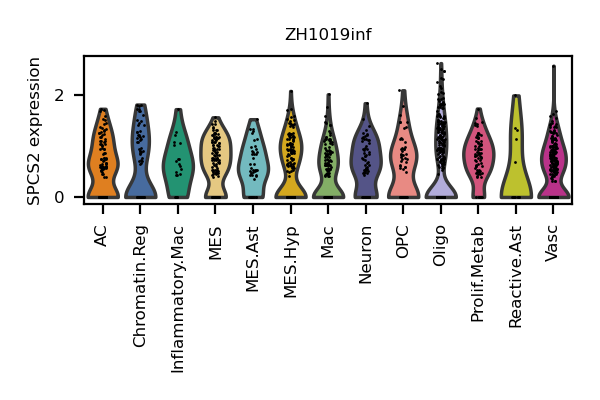 ZH1019inf
SPCS2 expression
2
0
AC
Chromatin.Reg
Inflammatory.Mac
MES
MES.Ast
MES.Hyp
Mac
Neuron
OPC
Oligo
Prolif.Metab
Reactive.Ast
Vasc